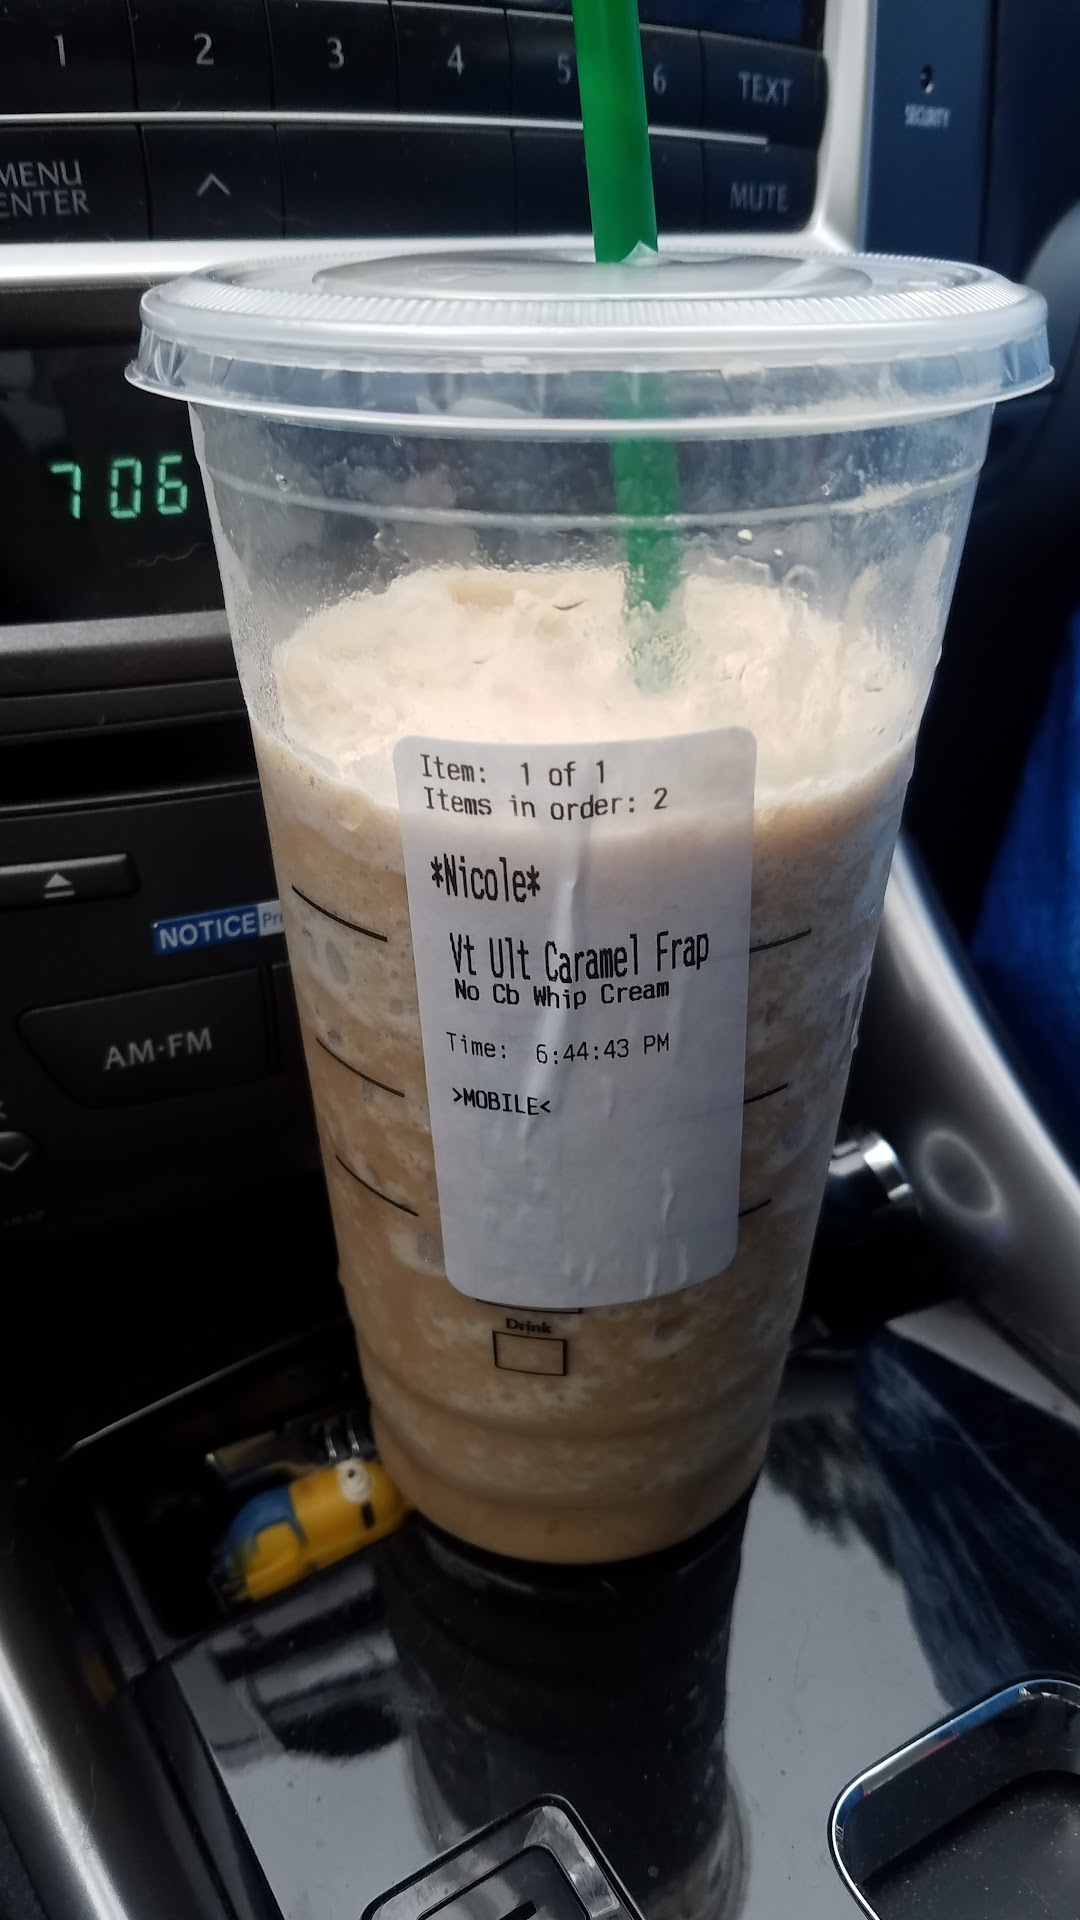 1 2 3 4 5 6 TEXT
SECURITY
MENU
ENTER
MUTE
706
Item: 1 of 1
Items in order: 2
*Nicole*
Vt Ult Caramel Frap
No Cb Whip Cream
Time: 6:44:43 PM
>MOBILE<
NOTICE
AM·FM
Drink